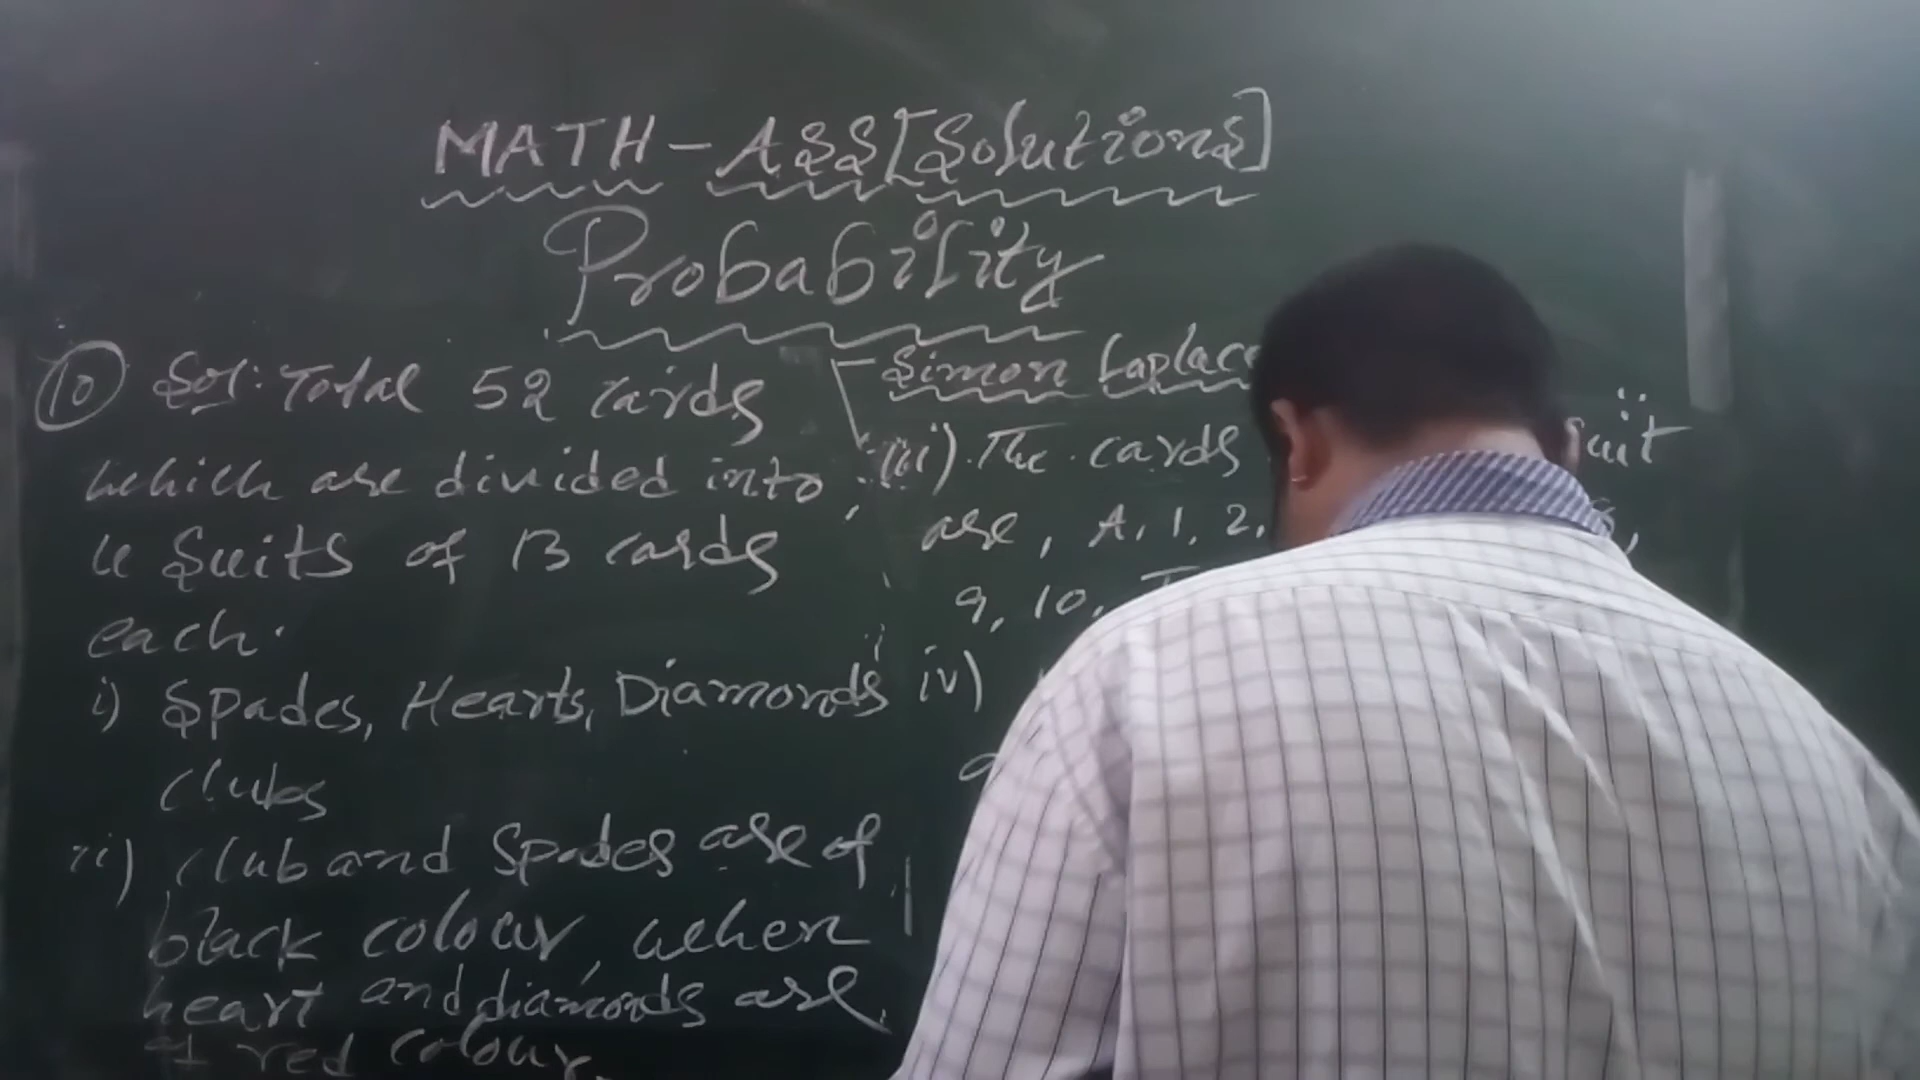 MATH - ASS [Solutions]
Probability
10 Sol: Total 52 cards
which are divided into
4 Suits of 13 cards
each.
i) Spades, Hearts, Diamonds
clubs
ii) club and Spades are of
black colour, when
heart and diamonds are
of red colour.
Simon Laplace
iii) The cards suit
are, A, 1, 2,
9, 10,
iv)